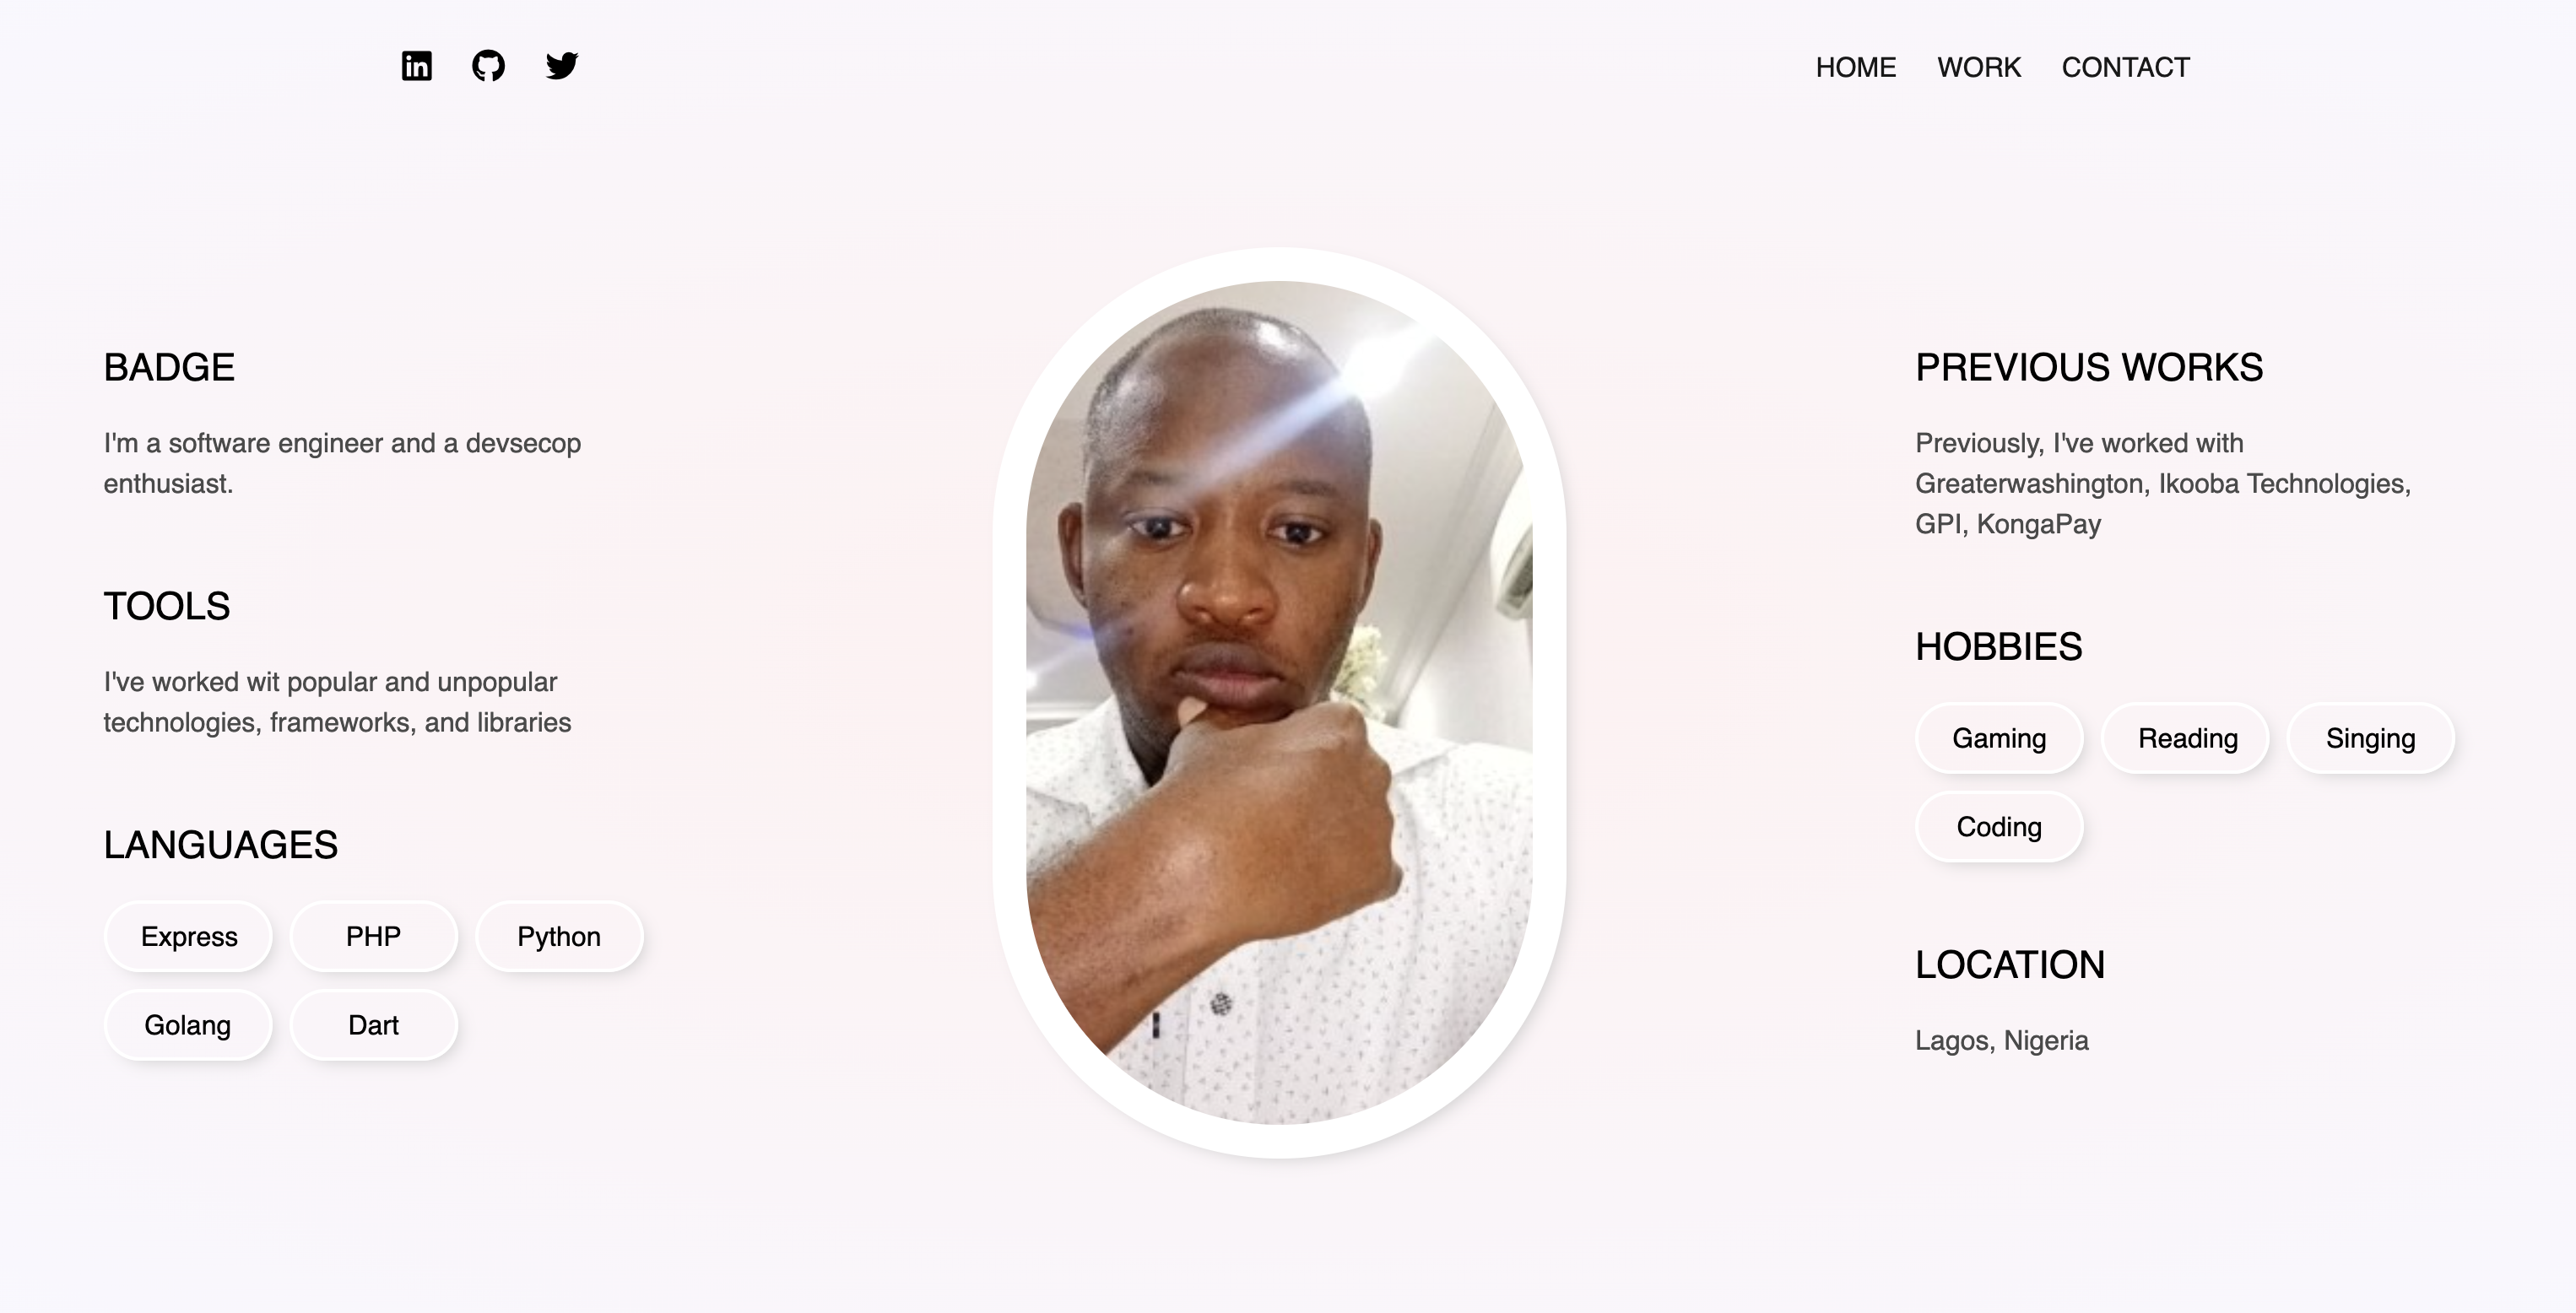 in
HOME WORK CONTACT
BADGE
I'm a software engineer and a devsecop
enthusiast.
TOOLS
I've worked wit popular and unpopular
technologies, frameworks, and libraries
LANGUAGES
Express PHP Python
Golang Dart
PREVIOUS WORKS
Previously, I've worked with
Greaterwashington, Ikooba Technologies,
GPI, KongaPay
HOBBIES
Gaming Reading Singing
Coding
LOCATION
Lagos, Nigeria